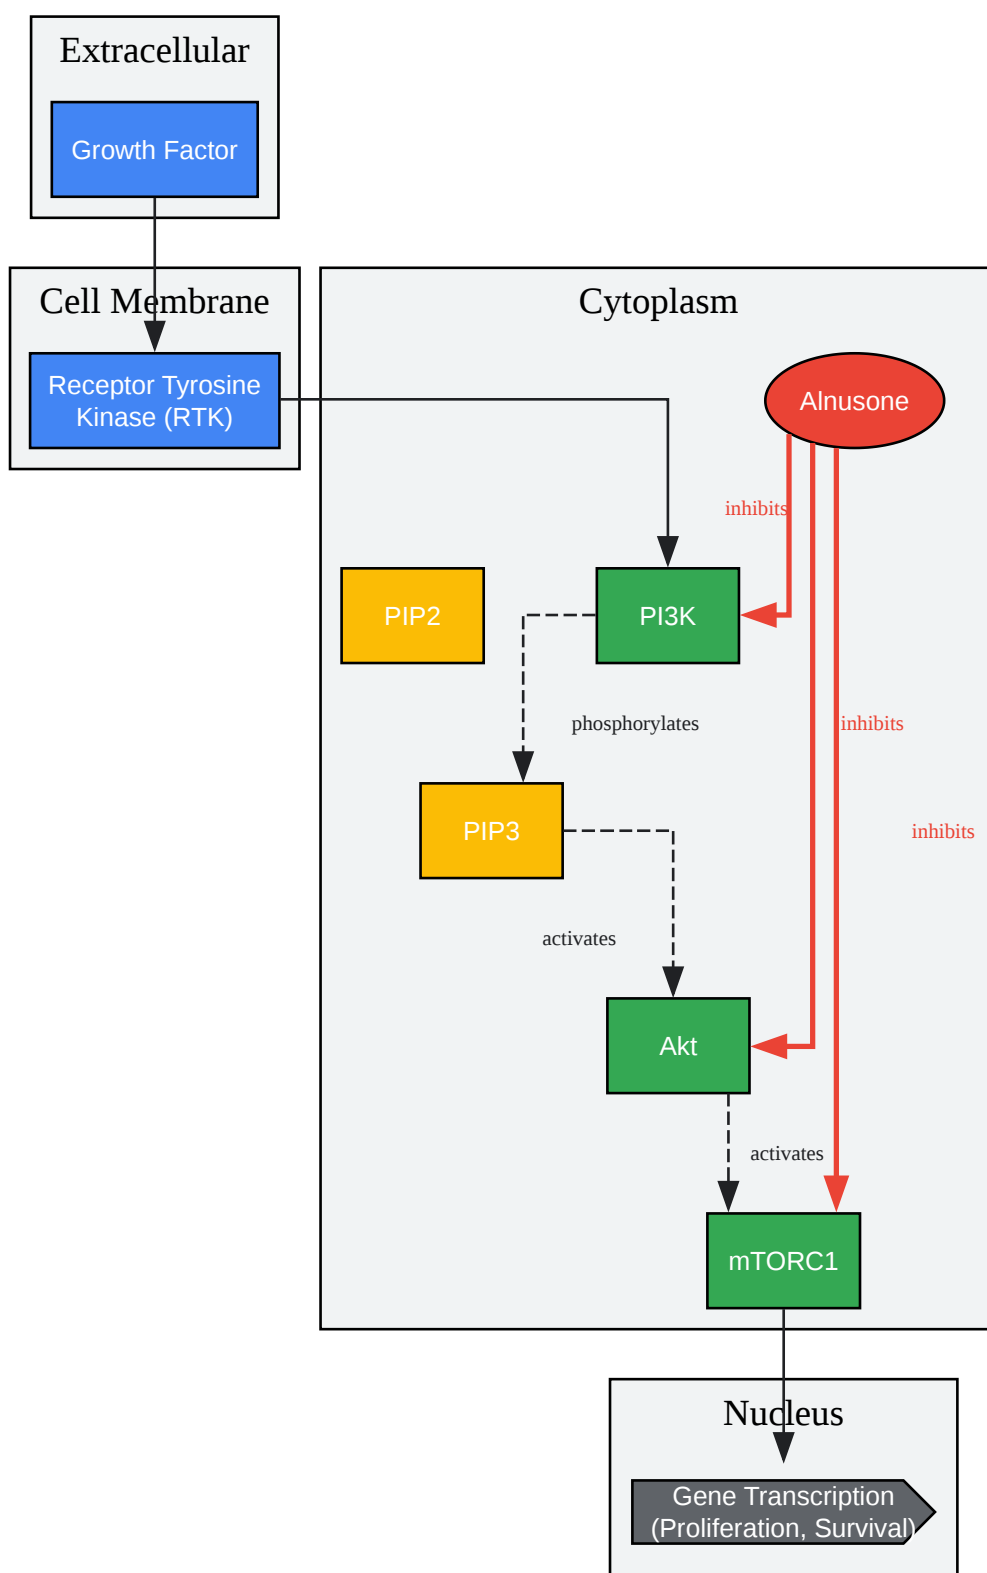 Extracellular
Growth Factor
Cell Membrane
Receptor Tyrosine
Kinase (RTK)
Cytoplasm
Alnusone
inhibits
PIP2
PI3K
phosphorylates
inhibits
PIP3
inhibits
activates
Akt
activates
mTORC1
Nucleus
Gene Transcription
(Proliferation, Survival)